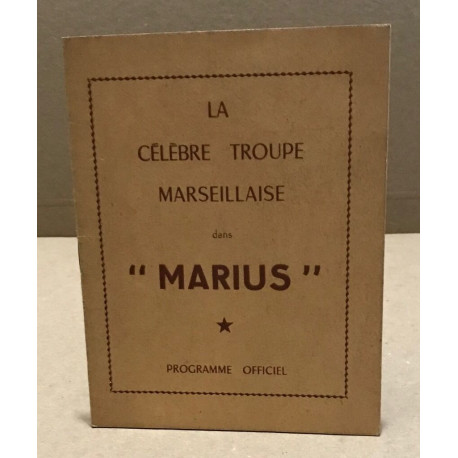 LA
CÉLÈBRE TROUPE
MARSEILLAISE
dans
" MARIUS "
★
PROGRAMME OFFICIEL